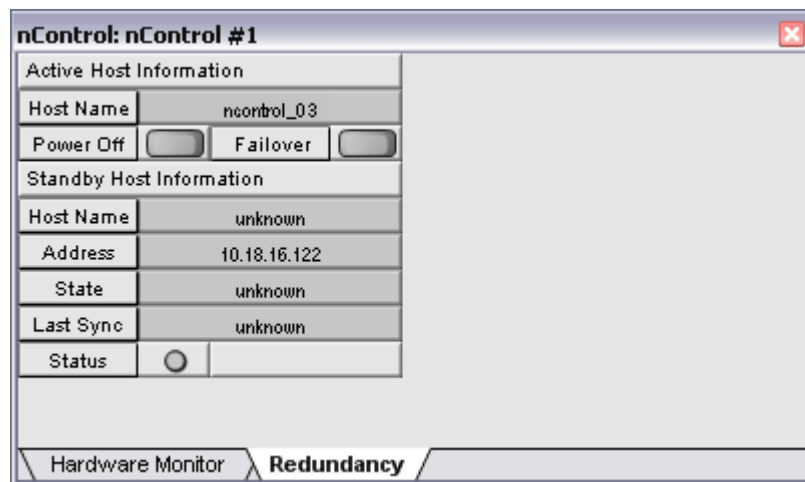 nControl: nControl #1
Active Host Information
Host Name ncontrol_03
Power Off Failover
Standby Host Information
Host Name unknown
Address 10.18.16.122
State unknown
Last Sync unknown
Status
Hardware Monitor Redundancy